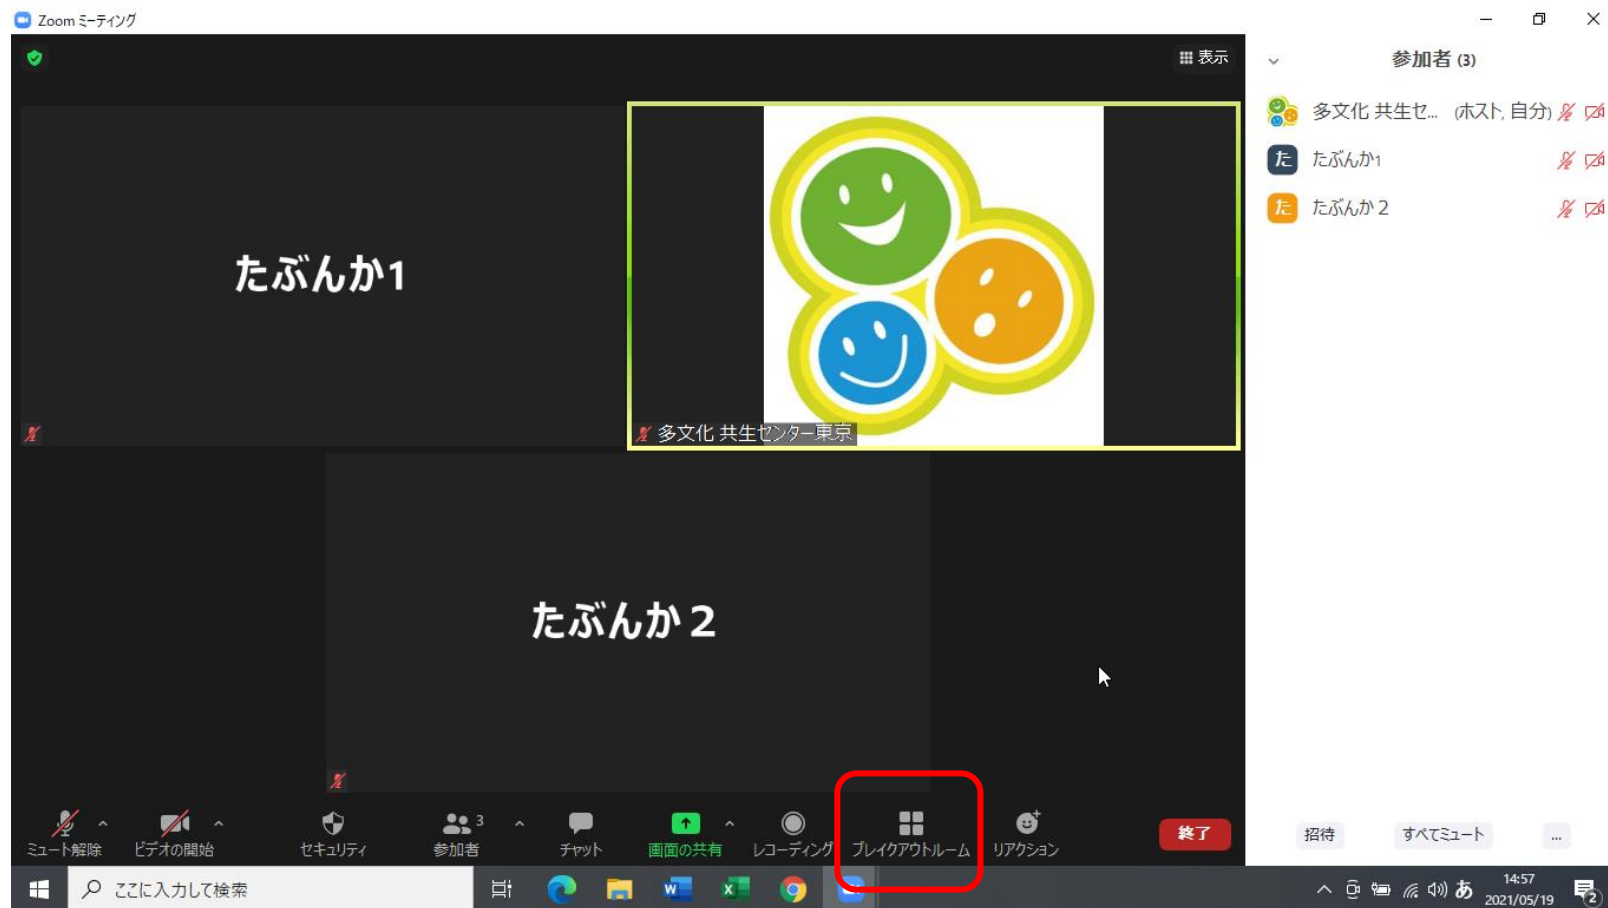 Zoom ミーティング
表示
参加者 (3)
多文化 共生セ... (ホスト, 自分)
た たぶんか1
た たぶんか２
たぶんか1
多文化 共生センター東京
たぶんか２
3
ミュート解除 ビデオの開始 セキュリティ 参加者 チャット 画面の共有 レコーディング ブレイクアウトルーム リアクション
終了
招待 すべてミュート ...
ここに入力して検索
あ
14:57
2021/05/19
2